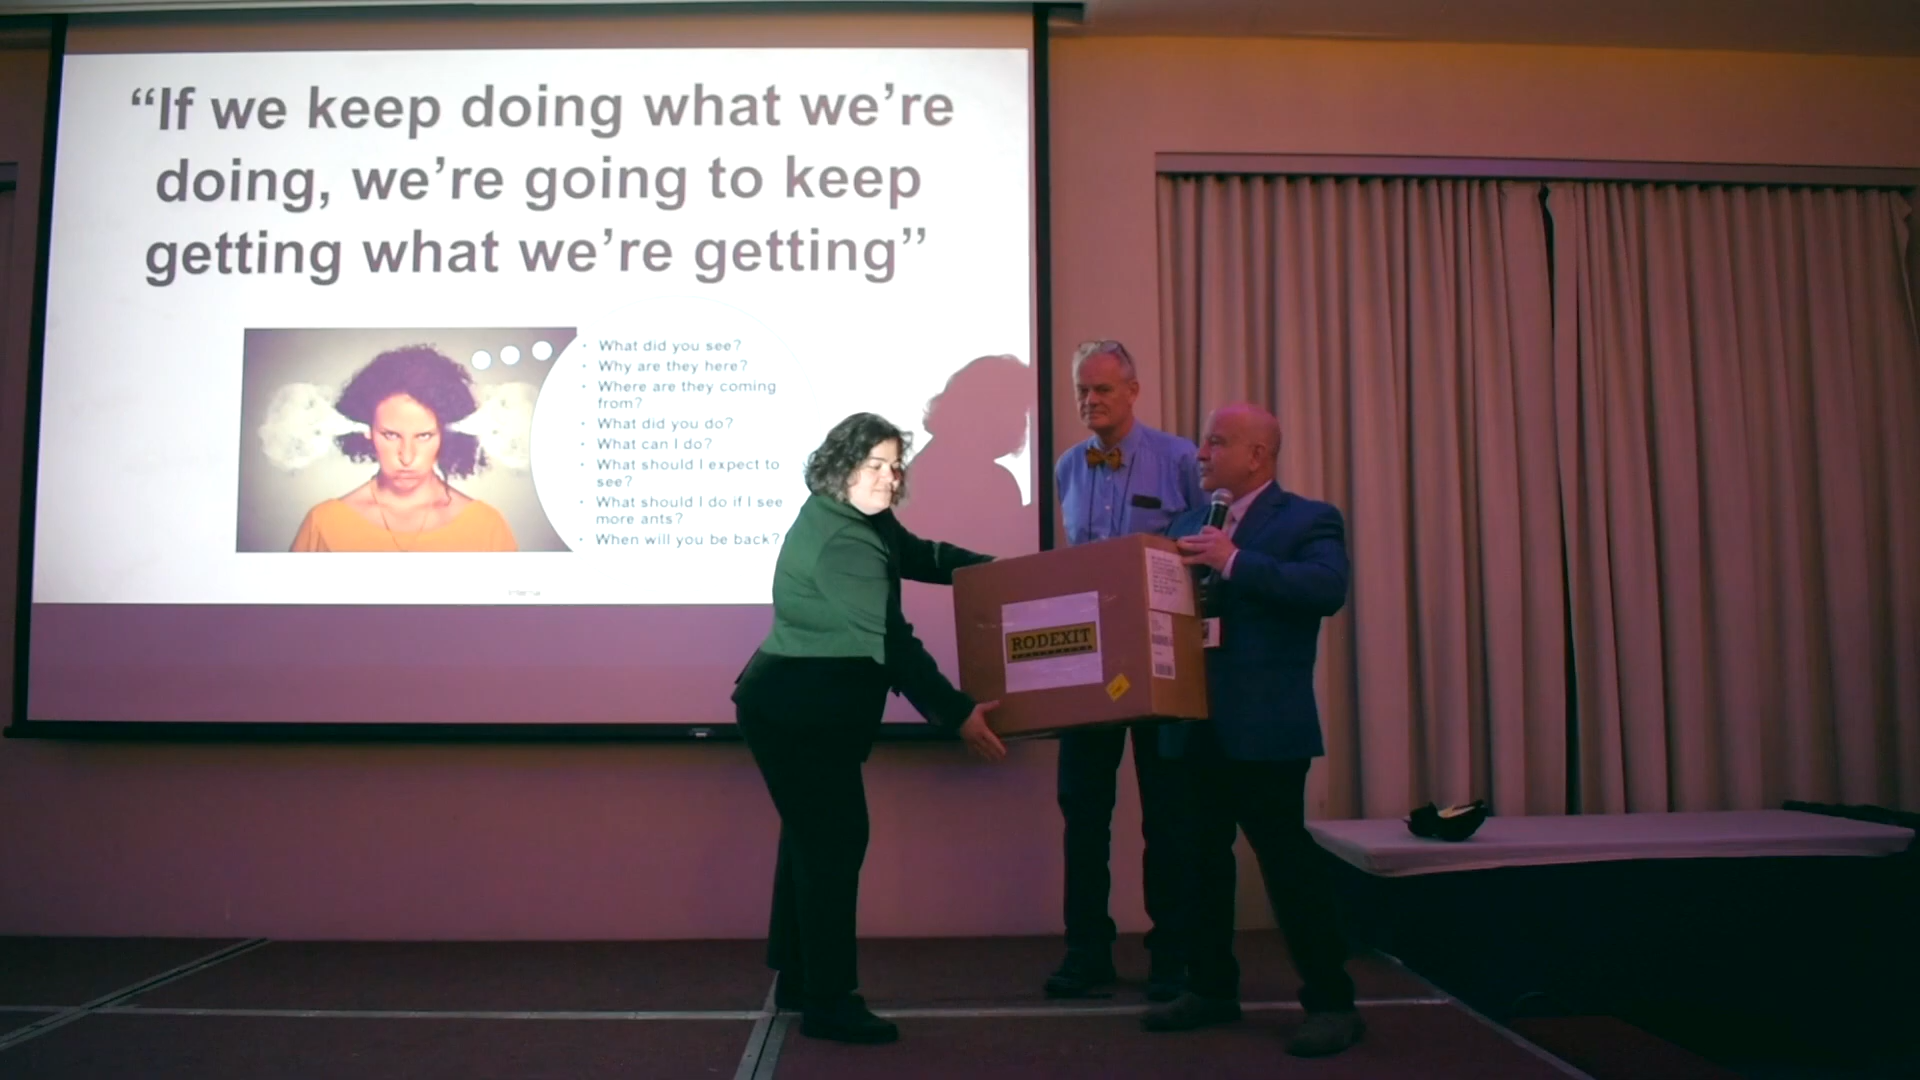 “If we keep doing what we’re
doing, we’re going to keep
getting what we’re getting”
• What did you see?
• Why are they here?
• Where are they coming
from?
• What did you do?
• What can I do?
• What should I expect to
see?
• What should I do if I see
more ants?
• When will you be back?
RODEXIT